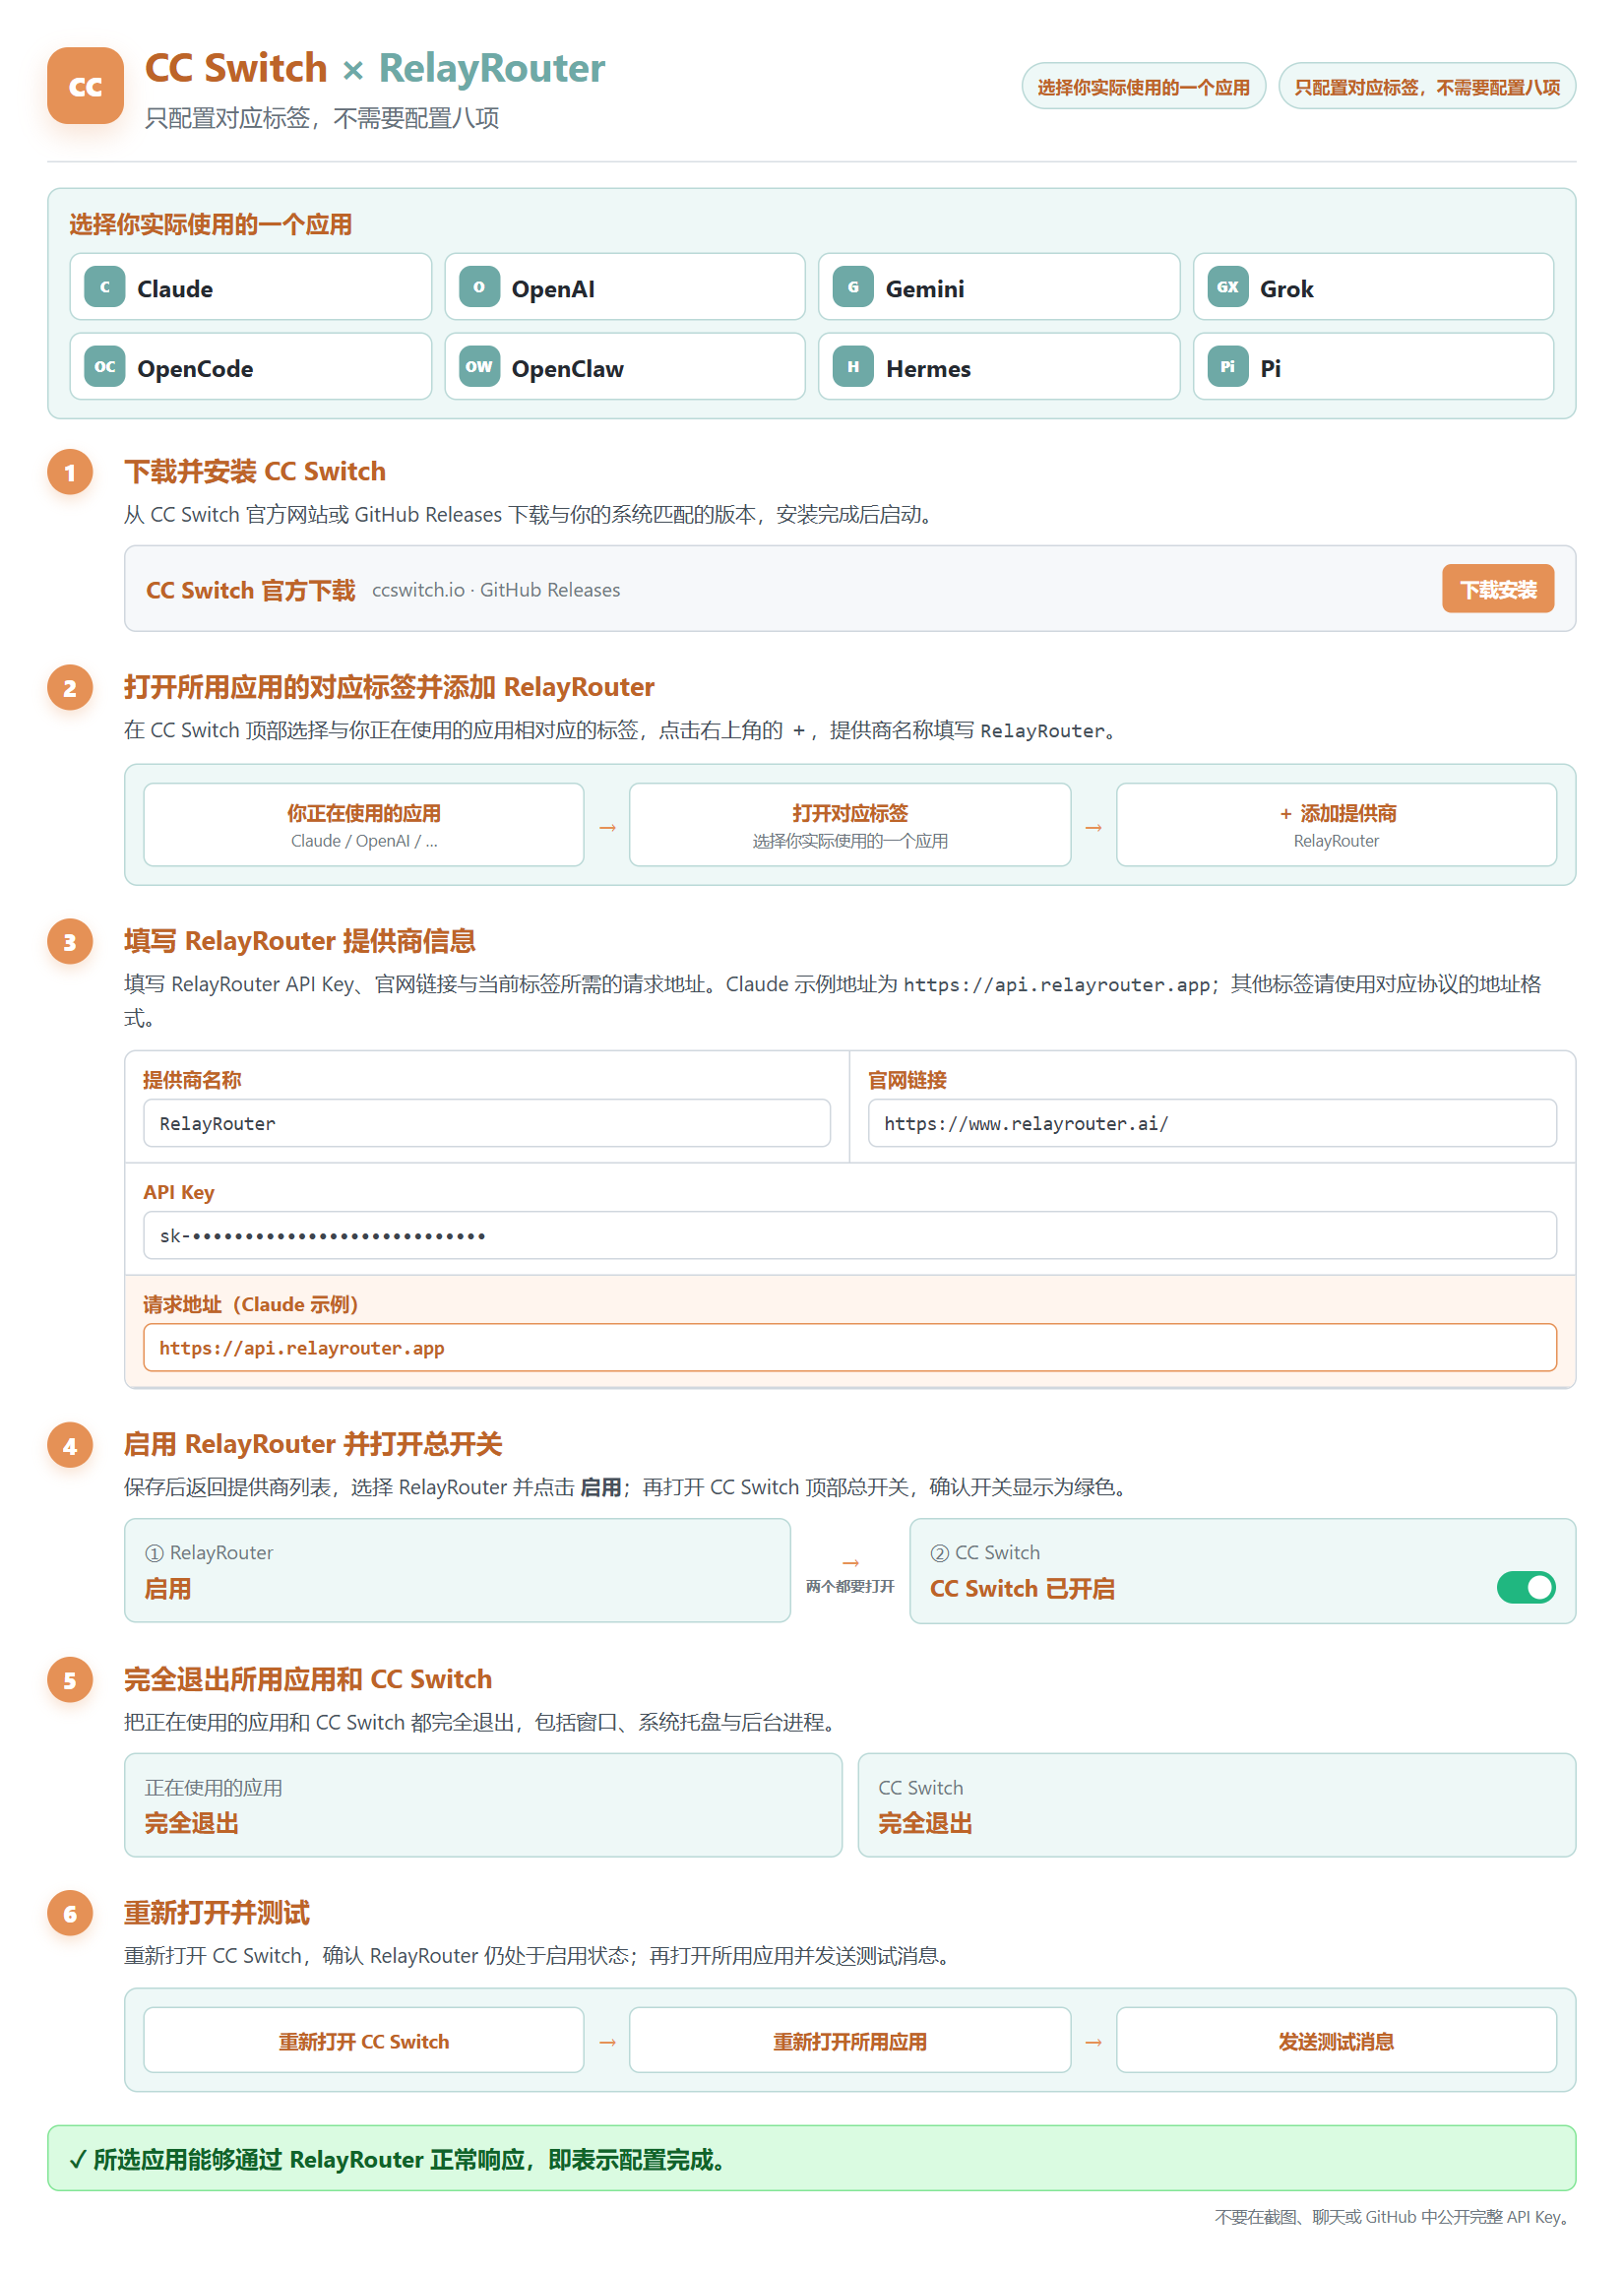 CC
CC Switch × RelayRouter
只配置对应标签，不需要配置八项
选择你实际使用的一个应用
只配置对应标签，不需要配置八项
选择你实际使用的一个应用
C Claude
O OpenAI
G Gemini
GX Grok
OC OpenCode
OW OpenClaw
H Hermes
Pi Pi
1 下载并安装 CC Switch
从 CC Switch 官方网站或 GitHub Releases 下载与你的系统匹配的版本，安装完成后启动。
CC Switch 官方下载 ccswitch.io · GitHub Releases
下载安装
2 打开所用应用的对应标签并添加 RelayRouter
在 CC Switch 顶部选择与你正在使用的应用相对应的标签，点击右上角的 +，提供商名称填写 RelayRouter。
你正在使用的应用
Claude / OpenAI / ...
→
打开对应标签
选择你实际使用的一个应用
→
+ 添加提供商
RelayRouter
3 填写 RelayRouter 提供商信息
填写 RelayRouter API Key、官网链接与当前标签所需的请求地址。Claude 示例地址为 https://api.relayrouter.app；其他标签请使用对应协议的地址格
式。
提供商名称
RelayRouter
官网链接
https://www.relayrouter.ai/
API Key
sk-••••••••••••••••••••••••••••
请求地址（Claude 示例）
https://api.relayrouter.app
4 启用 RelayRouter 并打开总开关
保存后返回提供商列表，选择 RelayRouter 并点击 启用；再打开 CC Switch 顶部总开关，确认开关显示为绿色。
① RelayRouter
启用
→
两个都要打开
② CC Switch
CC Switch 已开启
5 完全退出所用应用和 CC Switch
把正在使用的应用和 CC Switch 都完全退出，包括窗口、系统托盘与后台进程。
正在使用的应用
完全退出
CC Switch
完全退出
6 重新打开并测试
重新打开 CC Switch，确认 RelayRouter 仍处于启用状态；再打开所用应用并发送测试消息。
重新打开 CC Switch
→
重新打开所用应用
→
发送测试消息
✓ 所选应用能够通过 RelayRouter 正常响应，即表示配置完成。
不要在截图、聊天或 GitHub 中公开完整 API Key。